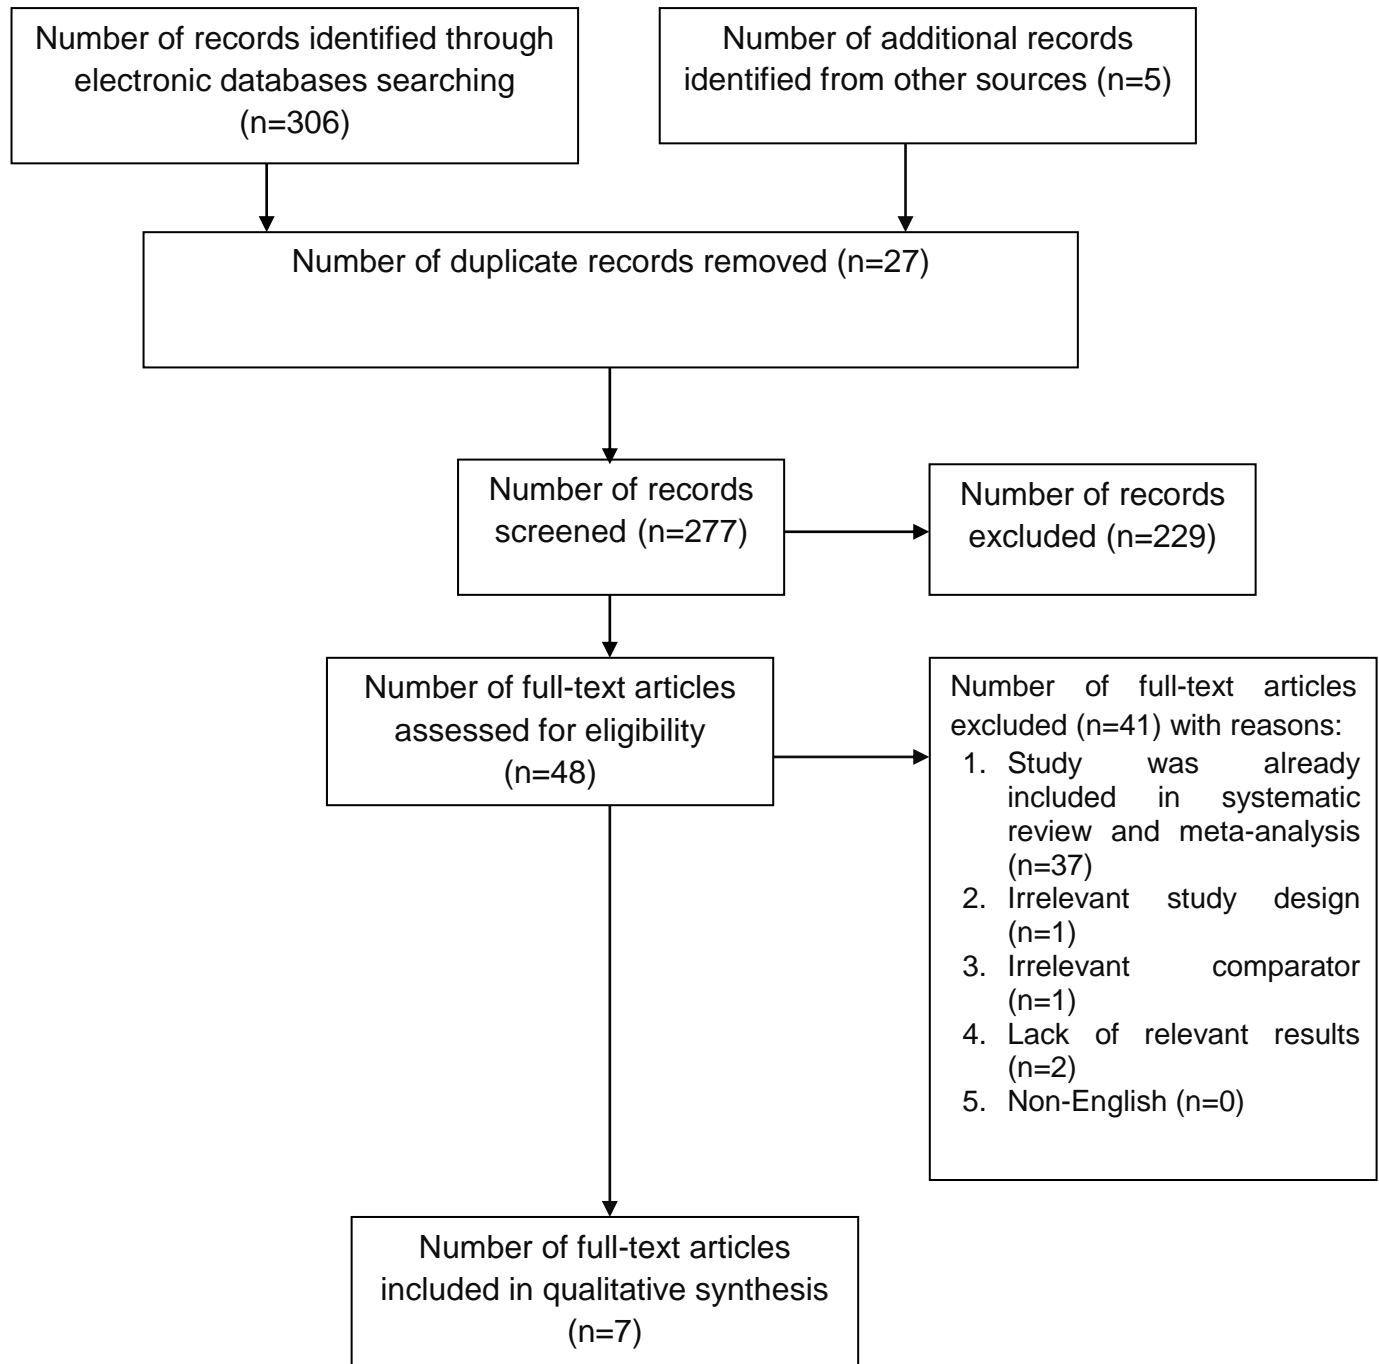 Number of records identified through
electronic databases searching
(n=306)
Number of additional records
identified from other sources (n=5)
Number of duplicate records removed (n=27)
Number of records
screened (n=277)
Number of records
excluded (n=229)
Number of full-text articles
assessed for eligibility
(n=48)
Number of full-text articles
excluded (n=41) with reasons:
1. Study was already
included in systematic
review and meta-analysis
(n=37)
2. Irrelevant study design
(n=1)
3. Irrelevant comparator
(n=1)
4. Lack of relevant results
(n=2)
5. Non-English (n=0)
Number of full-text articles
included in qualitative synthesis
(n=7)